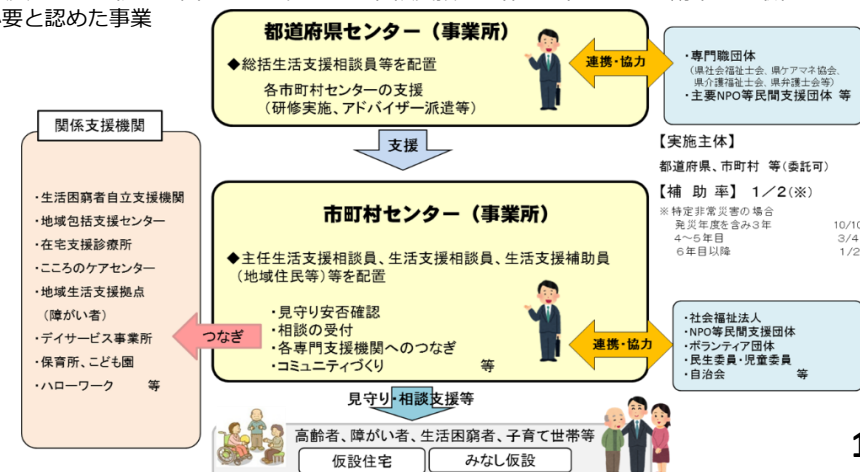 要と認めた事業
都道府県センター（事業所）
◆総括生活支援相談員等を配置
各市町村センターの支援
（研修実施、アドバイザー派遣等）
連携・協力
・専門職団体
（県社会福祉士会、県ケアマネ協会、
県介護福祉士会、県弁護士会等）
・主要NPO等民間支援団体 等
支援
【実施主体】
都道府県、市町村 等（委託可）
【補 助 率】 1／2（※）
※特定非常災害の場合
発災年度を含み3年 10/10
4～5年目 3/4
6年目以降 1/2
関係支援機関
・生活困窮者自立支援機関
・地域包括支援センター
・在宅支援診療所
・こころのケアセンター
・地域生活支援拠点
（障がい者）
・デイサービス事業所
・保育所、こども園
・ハローワーク 等
つなぎ
市町村センター（事業所）
◆主任生活支援相談員、生活支援相談員、生活支援補助員
（地域住民等）等を配置
・見守り安否確認
・相談の受付
・各専門支援機関へのつなぎ
・コミュニティづくり 等
連携・協力
・社会福祉法人
・NPO等民間支援団体
・ボランティア団体
・民生委員・児童委員
・自治会 等
見守り・相談支援等
高齢者、障がい者、生活困窮者、子育て世帯等
仮設住宅
みなし仮設